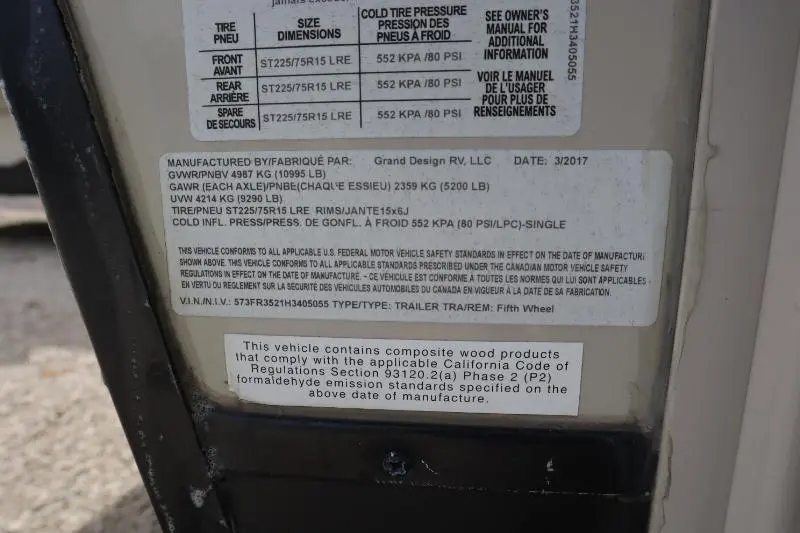 jamais excéder
TIRE PNEU SIZE DIMENSIONS COLD TIRE PRESSURE PRESSION DES PNEUS À FROID
FRONT AVANT ST225/75R15 LRE 552 KPA /80 PSI
REAR ARRIÈRE ST225/75R15 LRE 552 KPA /80 PSI
SPARE DE SECOURS ST225/75R15 LRE 552 KPA /80 PSI
SEE OWNER'S
MANUAL FOR
ADDITIONAL
INFORMATION
VOIR LE MANUEL
DE L'USAGER
POUR PLUS DE
RENSEIGNEMENTS
3521H3405055
MANUFACTURED BY/FABRIQUÉ PAR: Grand Design RV, LLC DATE: 3/2017
GVWR/PNBV 4987 KG (10995 LB)
GAWR (EACH AXLE)/PNBE(CHAQUE ESSIEU) 2359 KG (5200 LB)
UVW 4214 KG (9290 LB)
TIRE/PNEU ST225/75R15 LRE RIMS/JANTE15x6J
COLD INFL. PRESS/PRESS. DE GONFL. À FROID 552 KPA (80 PSI/LPC)-SINGLE
THIS VEHICLE CONFORMS TO ALL APPLICABLE U.S. FEDERAL MOTOR VEHICLE SAFETY STANDARDS IN EFFECT ON THE DATE OF MANUFACTURE
SHOWN ABOVE. THIS VEHICLE CONFORMS TO ALL APPLICABLE STANDARDS PRESCRIBED UNDER THE CANADIAN MOTOR VEHICLE SAFETY
REGULATIONS IN EFFECT ON THE DATE OF MANUFACTURE. - CE VÉHICULE EST CONFORME À TOUTES LES NORMES QUI LUI SONT APPLICABLES
EN VERTU DU RÈGLEMENT SUR LA SÉCURITÉ DES VÉHICULES AUTOMOBILES DU CANADA EN VIGUEUR À LA DATE DE SA FABRICATION.
V.I.N./N.I.V.: 573FR3521H3405055 TYPE/TYPE: TRAILER TRA/REM: Fifth Wheel
This vehicle contains composite wood products
that comply with the applicable California Code of
Regulations Section 93120.2(a) Phase 2 (P2)
formaldehyde emission standards specified on the
above date of manufacture.